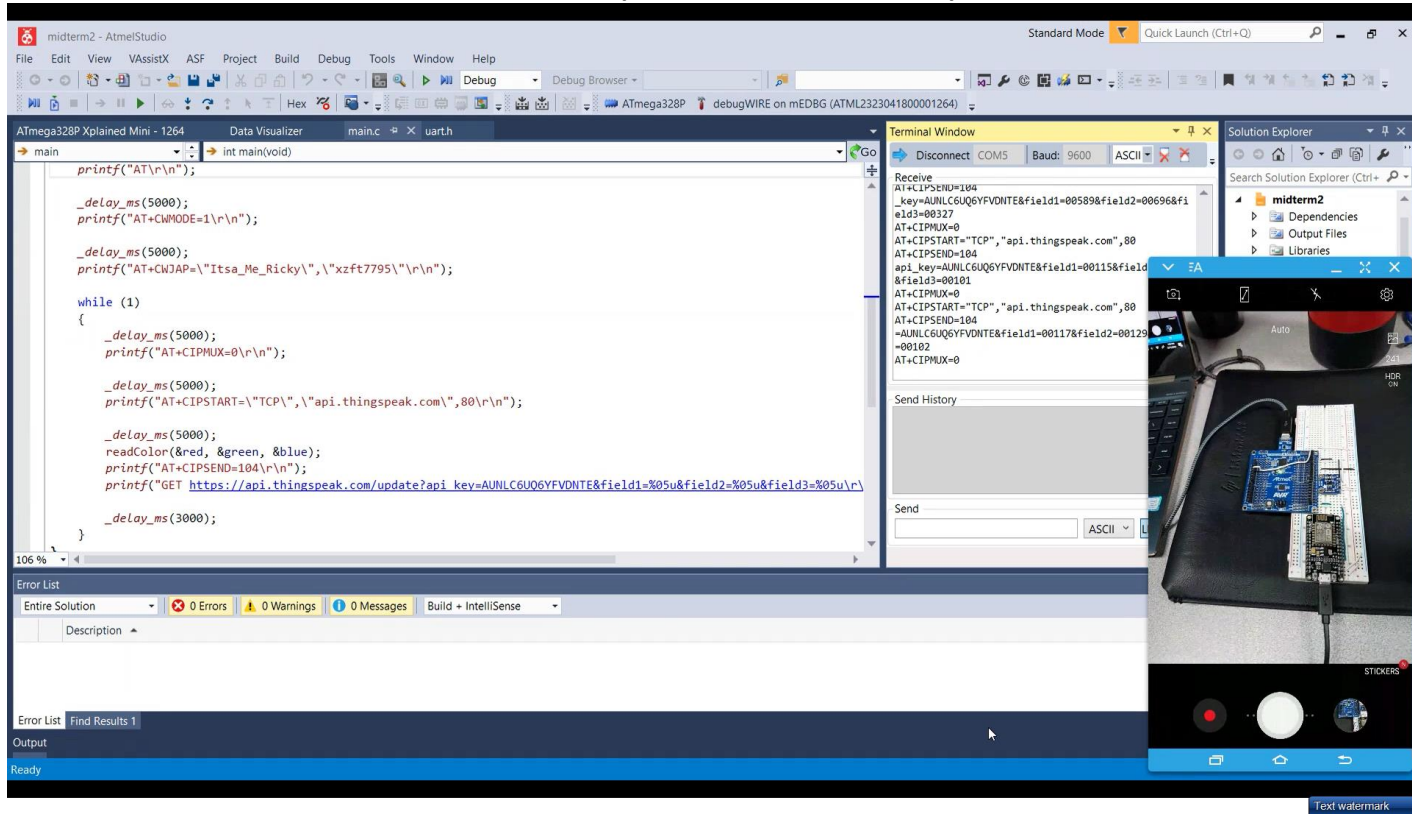 midterm2 - AtmelStudio
Standard Mode
Quick Launch (Ctrl+Q)
File Edit View VAssistX ASF Project Build Debug Tools Window Help
Debug
Debug Browser
Hex
ATmega328P
debugWIRE on mEDBG (ATML2323041800001264)
ATmega328P Xplained Mini - 1264
Data Visualizer
main.c
uart.h
main
int main(void)
Go
printf("AT\r\n");
_delay_ms(5000);
printf("AT+CWMODE=1\r\n");
_delay_ms(5000);
printf("AT+CWJAP=\"Itsa_Me_Ricky\",\"xzft7795\"\r\n");
while (1)
{
_delay_ms(5000);
printf("AT+CIPMUX=0\r\n");
_delay_ms(5000);
printf("AT+CIPSTART=\"TCP\",\"api.thingspeak.com\",80\r\n");
_delay_ms(5000);
readColor(&red, &green, &blue);
printf("AT+CIPSEND=104\r\n");
printf("GET https://api.thingspeak.com/update?api_key=AUNLC6UQ6YFVDNTE&field1=%05u&field2=%05u&field3=%05u\r\
_delay_ms(3000);
}
106 %
Terminal Window
Disconnect COM5 Baud: 9600 ASCII
Receive
AT+CIPSEND=104
_key=AUNLC6UQ6YFVDNTE&field1=00589&field2=00696&fi
eld3=00327
AT+CIPMUX=0
AT+CIPSTART="TCP","api.thingspeak.com",80
AT+CIPSEND=104
api_key=AUNLC6UQ6YFVDNTE&field1=00115&field
&field3=00101
AT+CIPMUX=0
AT+CIPSTART="TCP","api.thingspeak.com",80
AT+CIPSEND=104
=AUNLC6UQ6YFVDNTE&field1=00117&field2=00129
=00102
AT+CIPMUX=0
Send History
Send
ASCII
Solution Explorer
Search Solution Explorer (Ctrl+
midterm2
Dependencies
Output Files
Libraries
Auto
241
HDR
ON
Atmel
AVR
STICKERS
N
Error List
Entire Solution
0 Errors
0 Warnings
0 Messages
Build + IntelliSense
Description
Error List
Find Results 1
Output
Ready
Text watermark